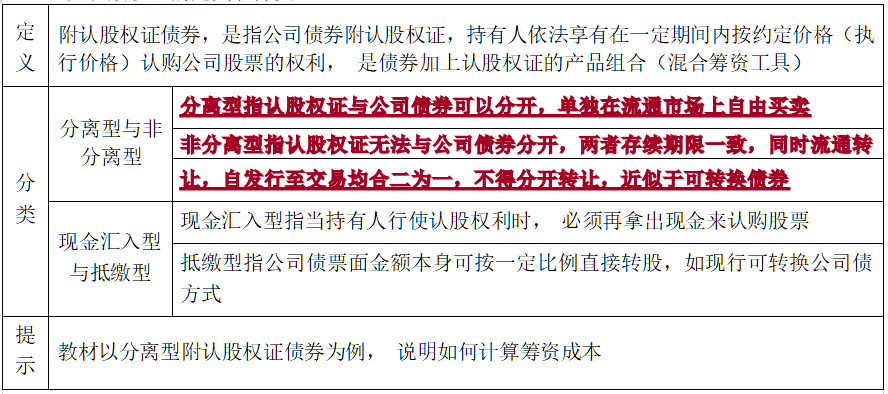 定义
附认股权证债券，是指公司债券附认股权证，持有人依法享有在一定期间内按约定价格（执
行价格）认购公司股票的权利， 是债券加上认股权证的产品组合（混合筹资工具）
分类
分离型与非
分离型
分离型指认股权证与公司债券可以分开，单独在流通市场上自由买卖
非分离型指认股权证无法与公司债券分开，两者存续期限一致，同时流通转
让，自发行至交易均合二为一，不得分开转让，近似于可转换债券
现金汇入型
与抵缴型
现金汇入型指当持有人行使认股权利时， 必须再拿出现金来认购股票
抵缴型指公司债票面金额本身可按一定比例直接转股，如现行可转换公司债
方式
提示
教材以分离型附认股权证债券为例， 说明如何计算筹资成本